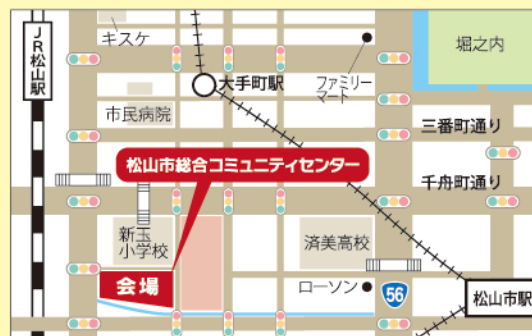 JR松山駅
キスケ
大手町駅
ファミリー
マート
堀之内
市民病院
三番町通り
松山市総合コミュニティセンター
千舟町通り
新玉
小学校
済美高校
会場
ローソン
56
松山市駅